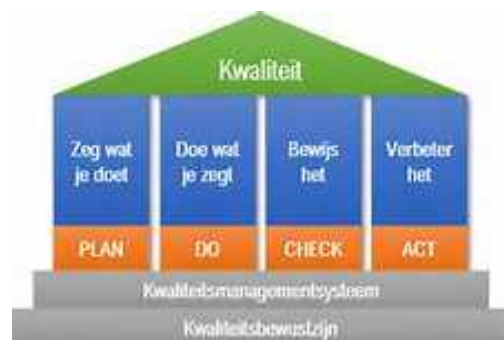 Kwaliteit
Zeg wat
je doet
Doe wat
je zegt
Bewijs
het
Verbeter
het
PLAN
DO
CHECK
ACT
Kwaliteitsmanagementsysteem
Kwaliteitsbewustzijn